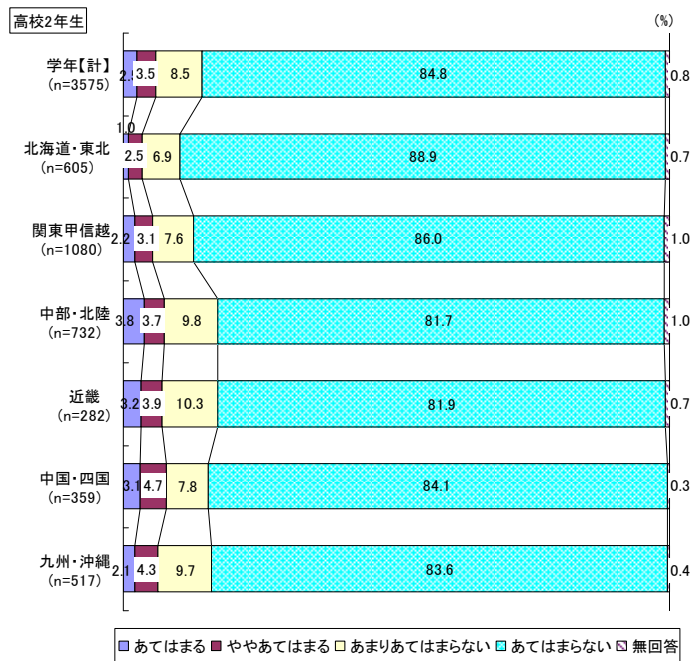 高校2年生
(%)
学年【計】
(n=3575)
2.5 3.5 8.5 84.8 0.8
北海道・東北
(n=605)
1.0 2.5 6.9 88.9 0.7
関東甲信越
(n=1080)
2.2 3.1 7.6 86.0 1.0
中部・北陸
(n=732)
3.8 3.7 9.8 81.7 1.0
近畿
(n=282)
3.2 3.9 10.3 81.9 0.7
中国・四国
(n=359)
3.1 4.7 7.8 84.1 0.3
九州・沖縄
(n=517)
2.1 4.3 9.7 83.6 0.4
あてはまる ややあてはまる あまりあてはまらない あてはまらない 無回答